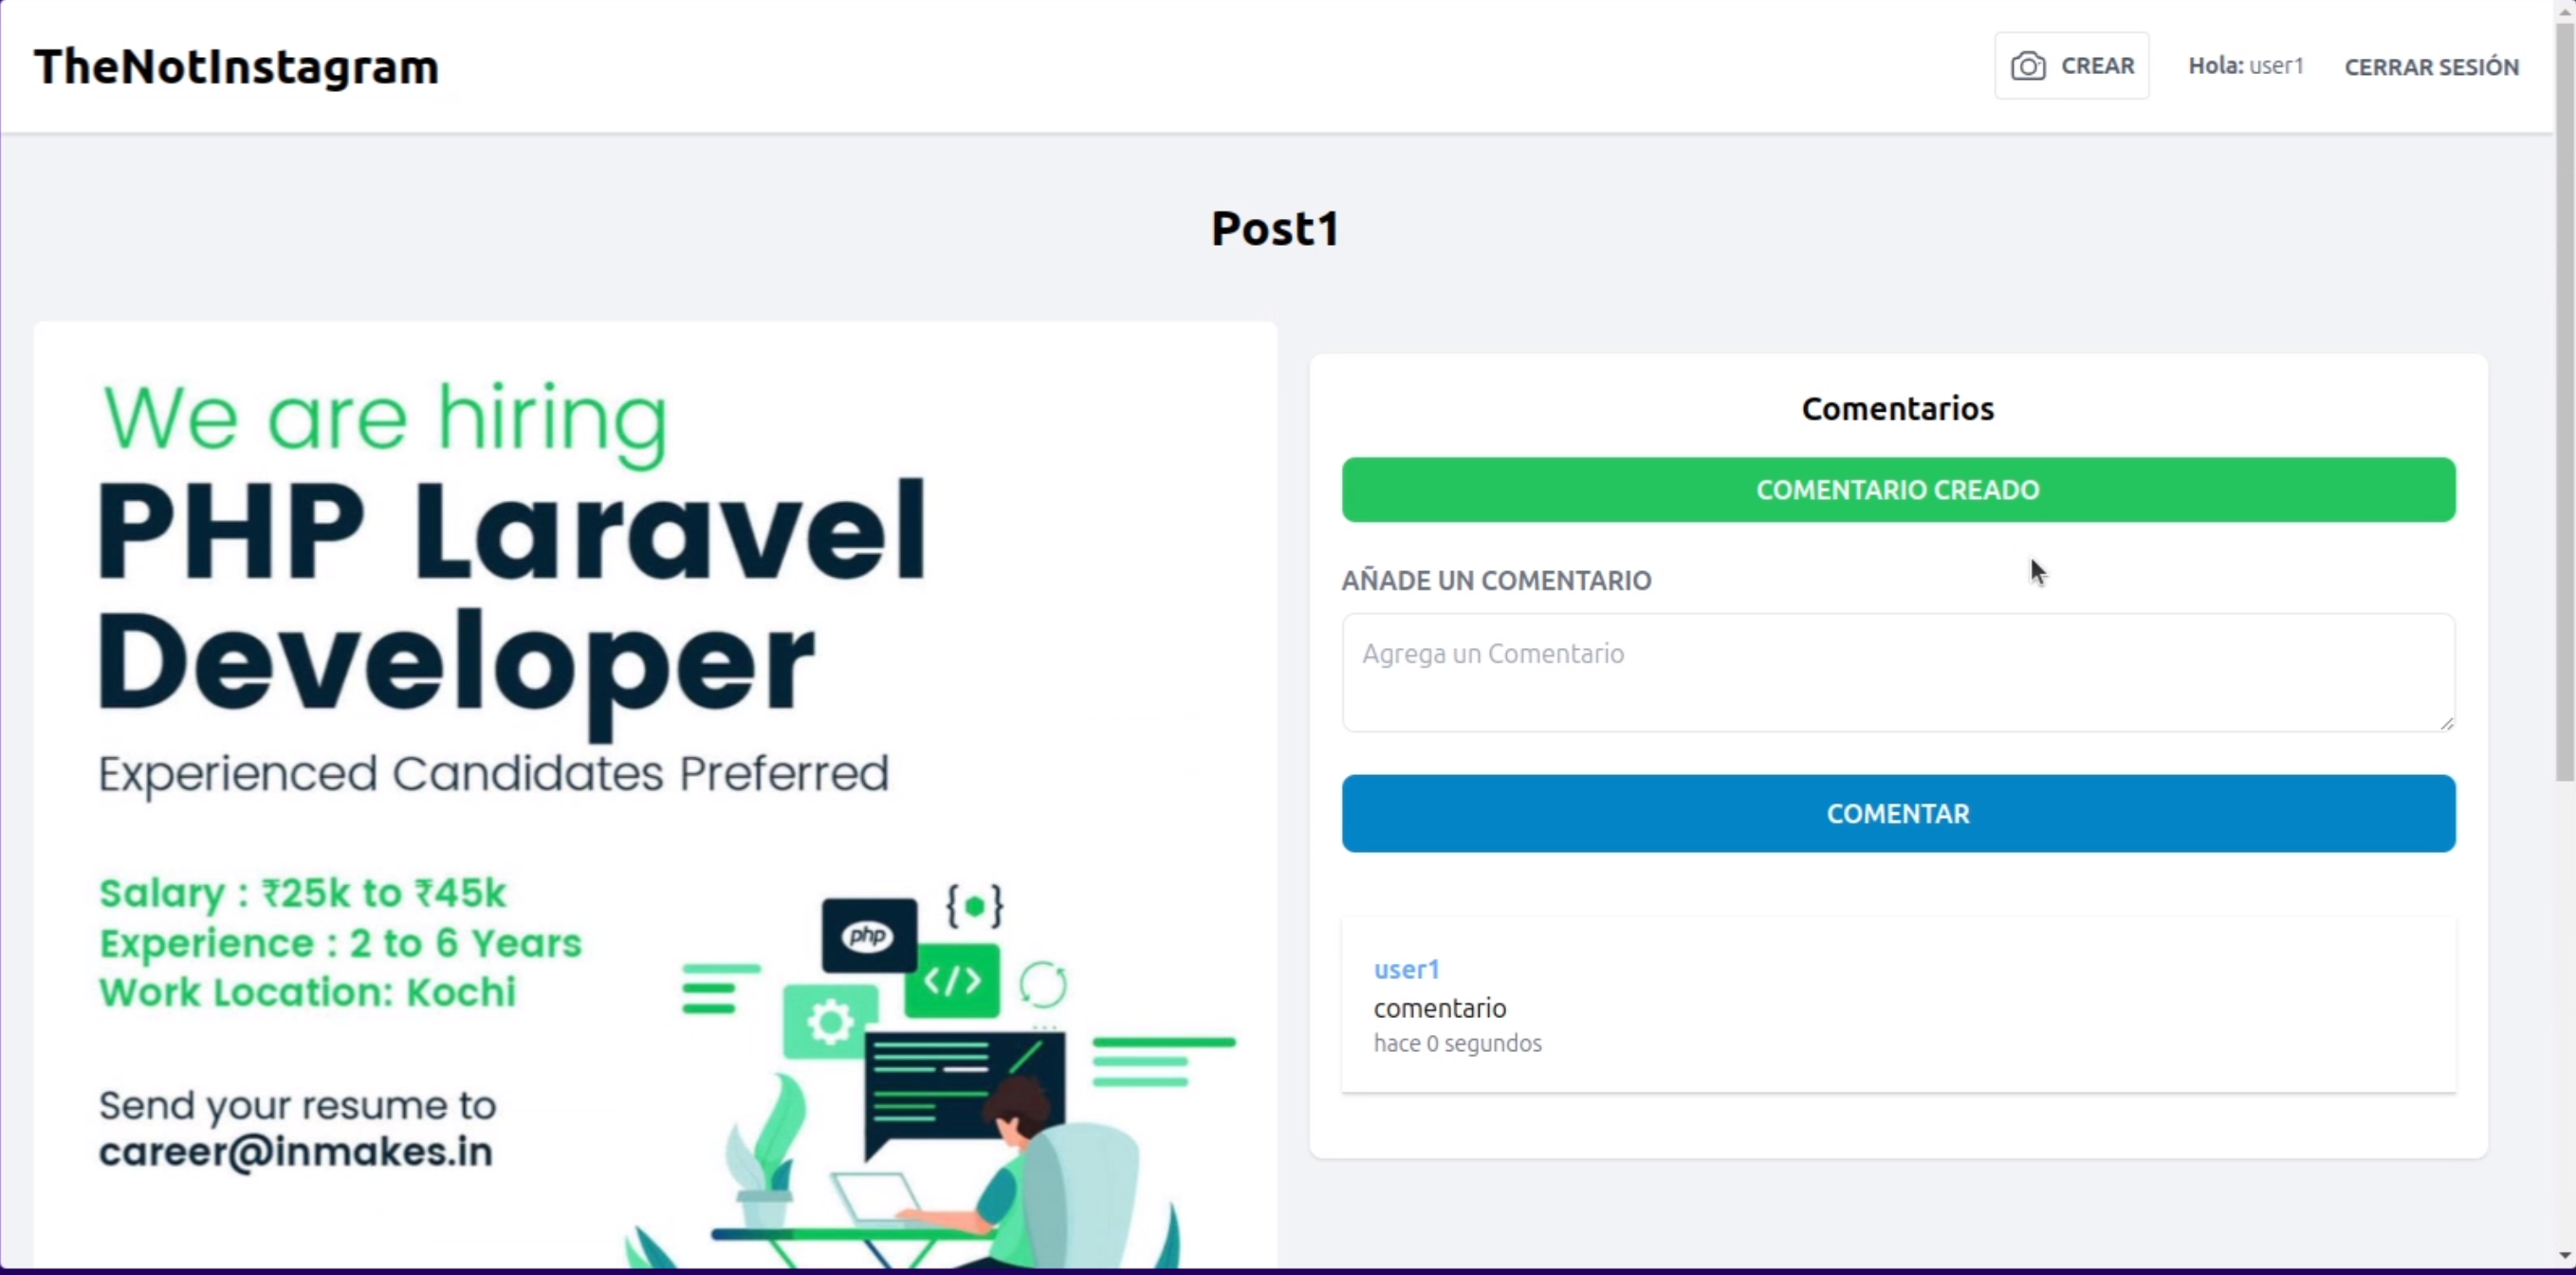 TheNotInstagram
CREAR
Hola: user1
CERRAR SESIÓN
Post1
We are hiring
PHP Laravel
Developer
Experienced Candidates Preferred
Salary : ₹25k to ₹45k
Experience : 2 to 6 Years
Work Location: Kochi
Send your resume to
career@inmakes.in
php
{ }
</>
Comentarios
COMENTARIO CREADO
AÑADE UN COMENTARIO
Agrega un Comentario
COMENTAR
user1
comentario
hace 0 segundos